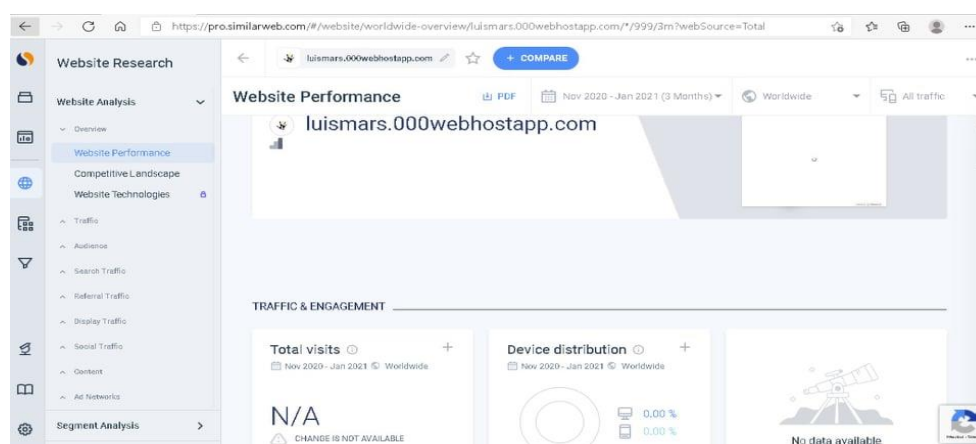 https://pro.similarweb.com/#/website/worldwide-overview/luismars.000webhostapp.com/*/999/3m?webSource=Total
Website Research
luismars.000webhostapp.com
+ COMPARE
Website Analysis
Website Performance
PDF
Nov 2020 - Jan 2021 (3 Months)
Worldwide
All traffic
Overview
Website Performance
Competitive Landscape
Website Technologies
Traffic
Audience
Search Traffic
Referral Traffic
Display Traffic
Social Traffic
Content
Ad Networks
Segment Analysis
luismars.000webhostapp.com
TRAFFIC & ENGAGEMENT
Total visits
Nov 2020 - Jan 2021 Worldwide
N/A
CHANGE IS NOT AVAILABLE
Device distribution
Nov 2020 - Jan 2021 Worldwide
0.00 %
0.00 %
No data available